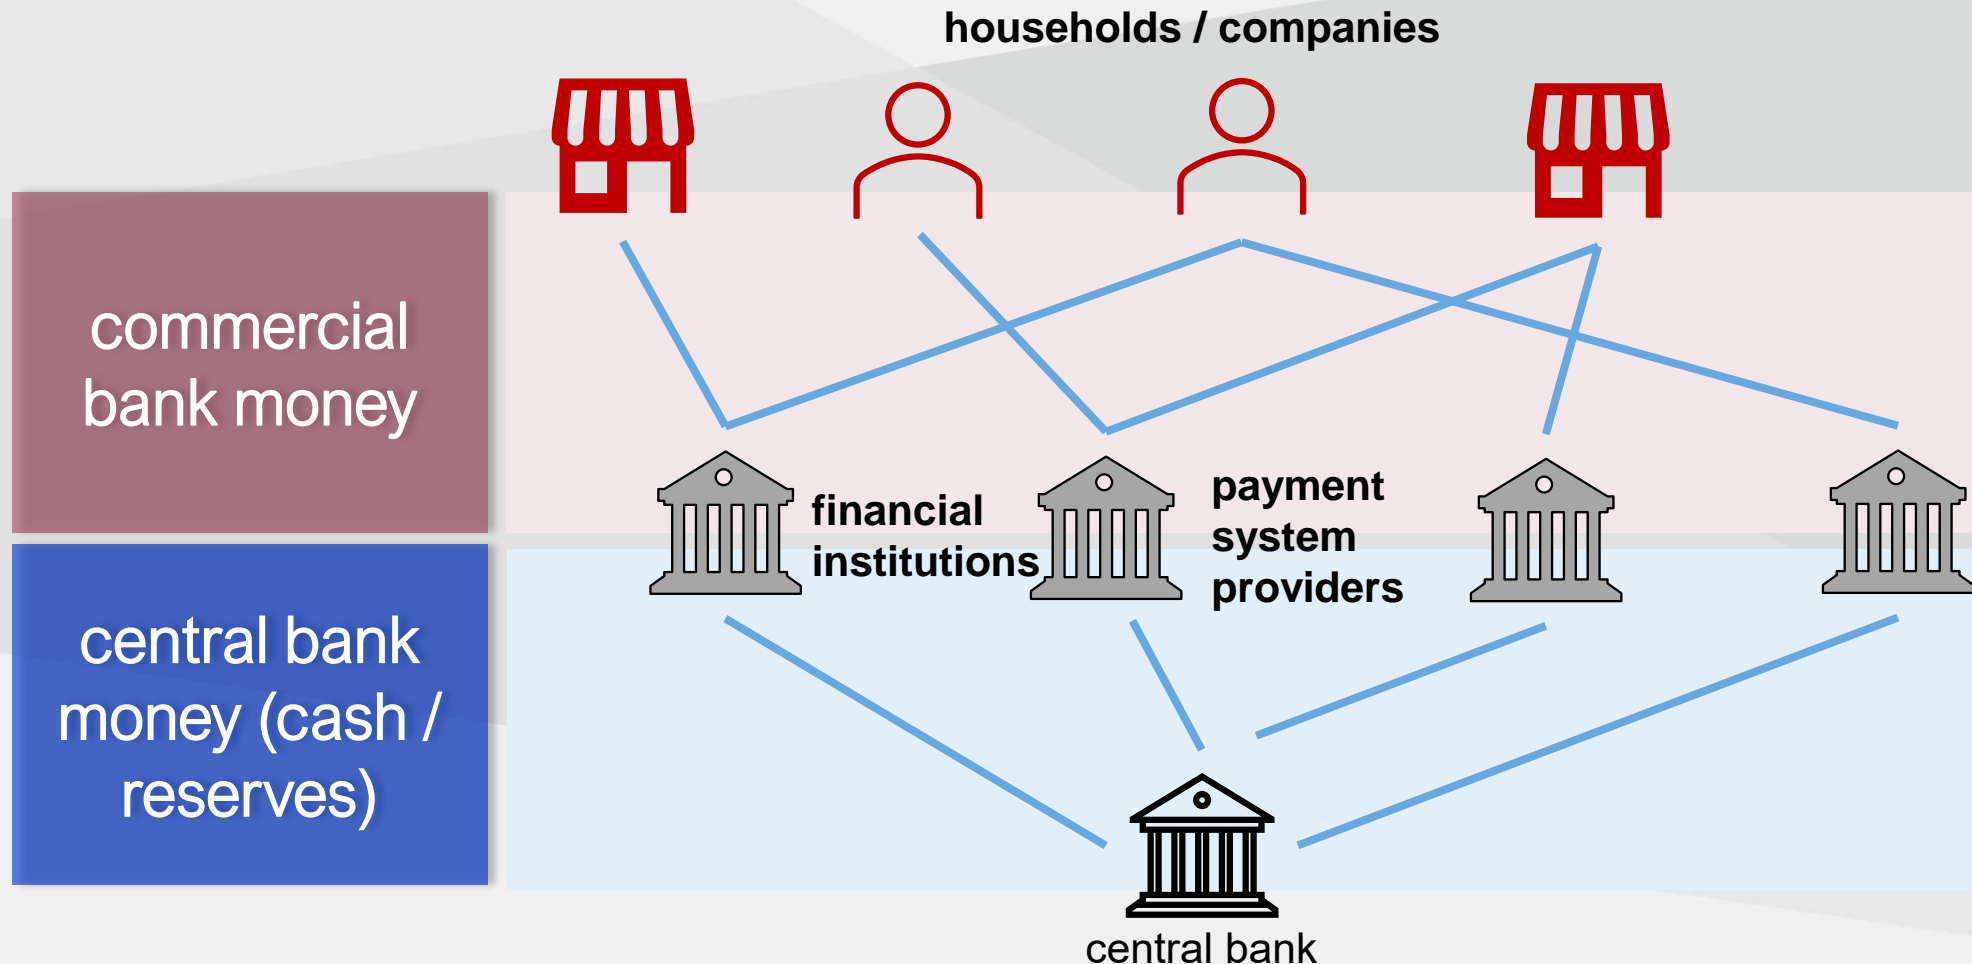 households / companies
commercial
bank money
financial
institutions
payment
system
providers
central bank
money (cash /
reserves)
central bank